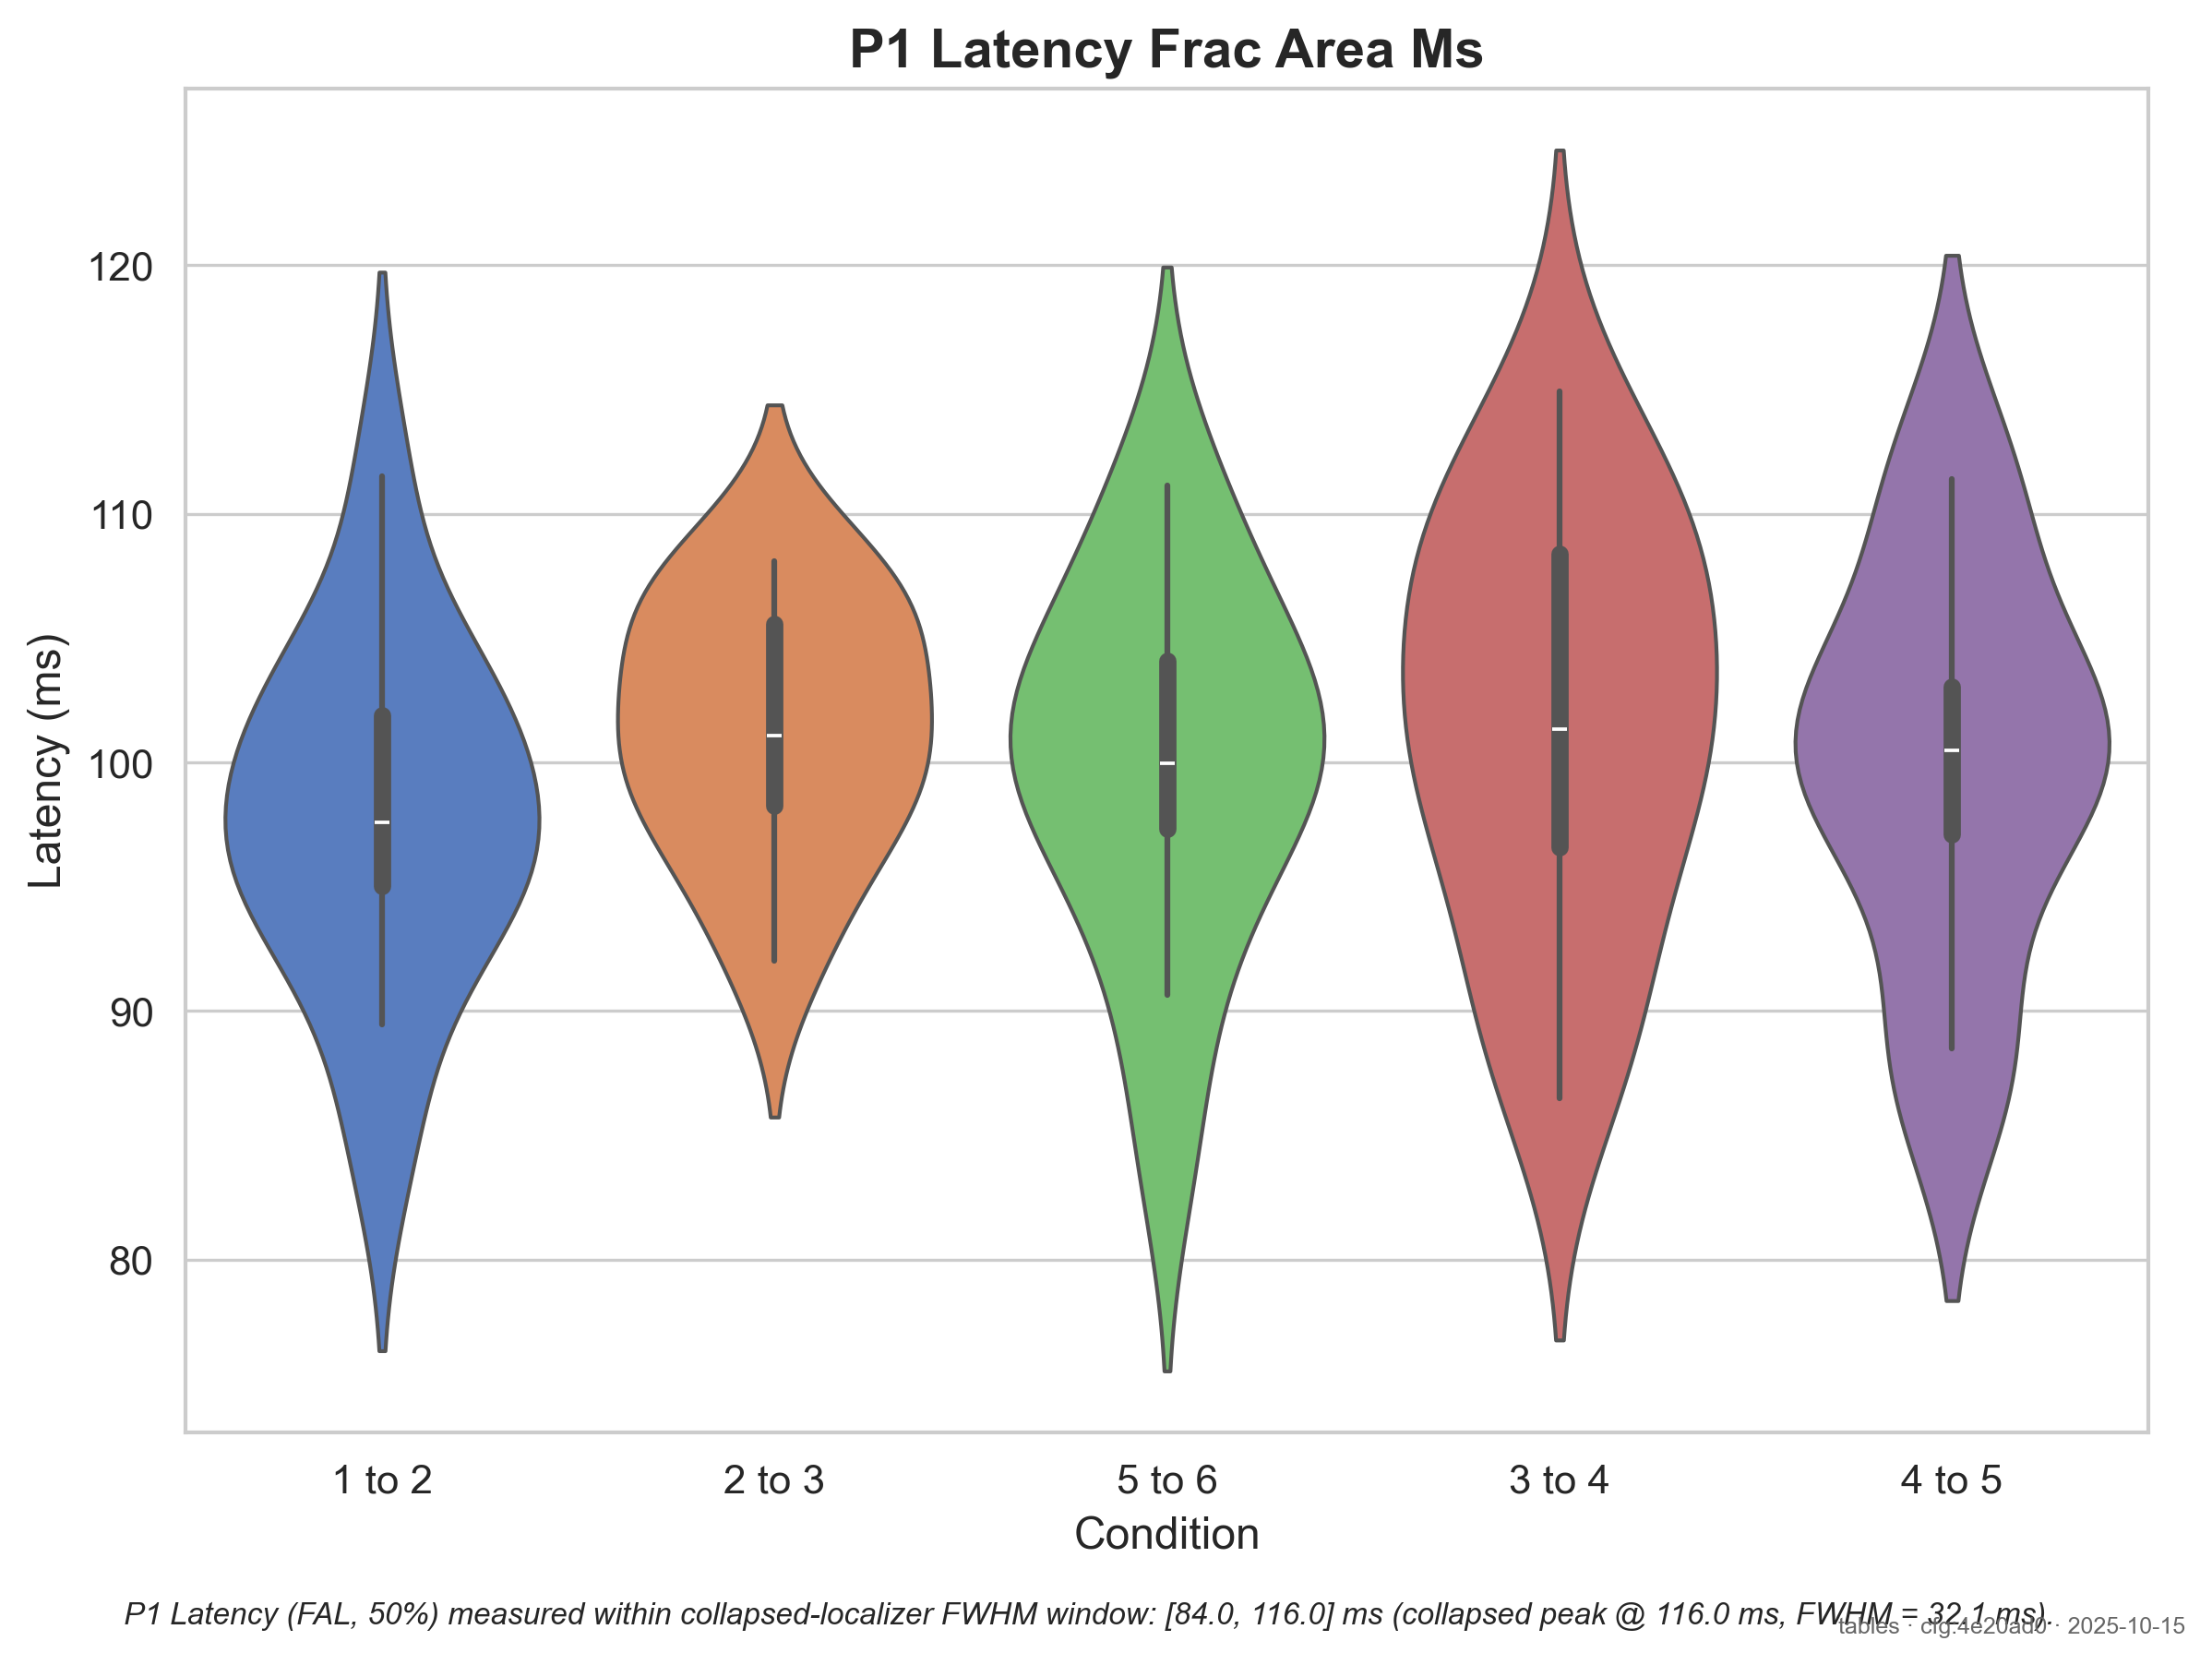 P1 Latency Frac Area Ms
Latency (ms)
120
110
100
90
80
1 to 2
2 to 3
5 to 6
3 to 4
4 to 5
Condition
P1 Latency (FAL, 50%) measured within collapsed-localizer FWHM window: [84.0, 116.0] ms (collapsed peak @ 116.0 ms, FWHM = 32.1 ms).
tables · cfg:4e20ad0 · 2025-10-15